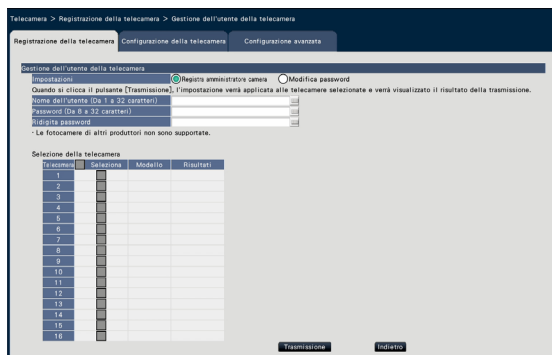 Telecamera > Registrazione della telecamera > Gestione dell'utente della telecamera
Registrazione della telecamera Configurazione della telecamera Configurazione avanzata
Gestione dell'utente della telecamera
Impostazioni Registra amministratore camera Modifica password
Quando si clicca il pulsante [Trasmissione], l'impostazione verrà applicata alle telecamere selezionate e verrà visualizzato il risultato della trasmissione.
Nome dell'utente (Da 1 a 32 caratteri)
Password (Da 8 a 32 caratteri)
Ridigita password
· Le fotocamere di altri produttori non sono supportate.
Selezione della telecamera
Telecamera Seleziona Modello Risultati
1
2
3
4
5
6
7
8
9
10
11
12
13
14
15
16
Trasmissione Indietro